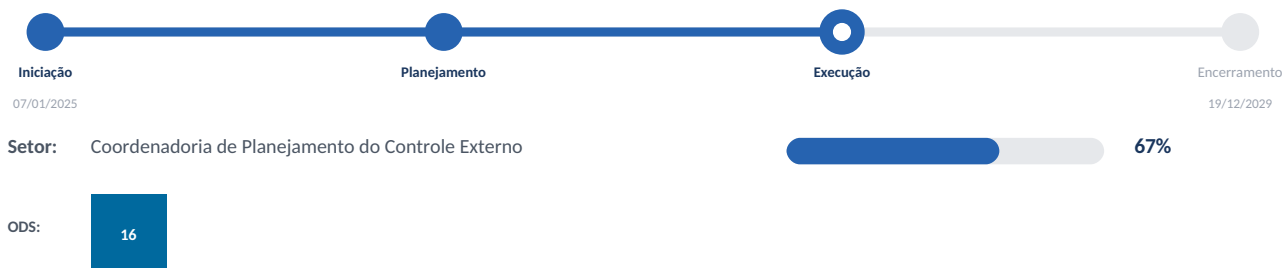 Iniciação Planejamento Execução Encerramento
07/01/2025 19/12/2029
Setor: Coordenadoria de Planejamento do Controle Externo 67%
ODS: 16